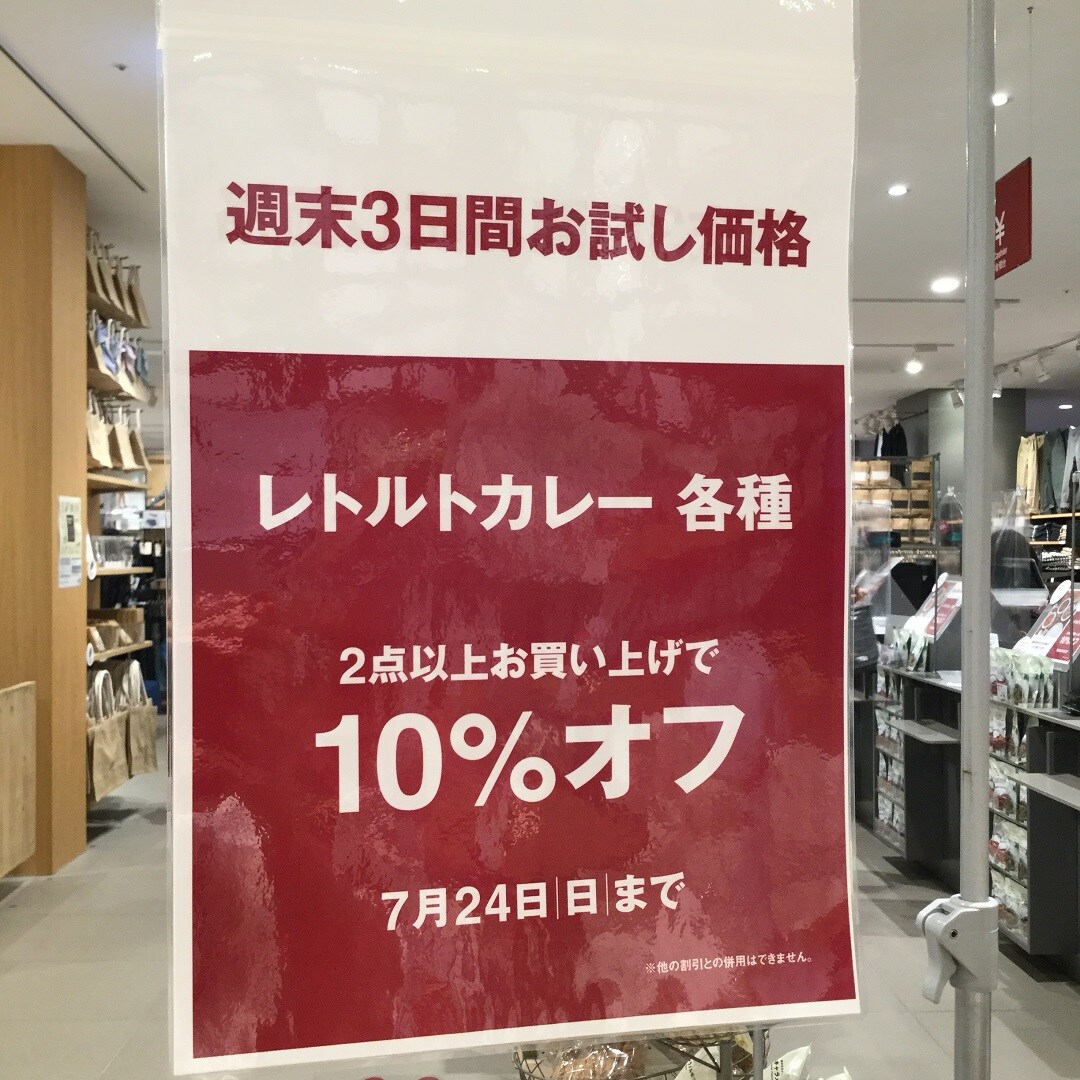 週末3日間お試し価格
レトルトカレー 各種
2点以上お買い上げで
10%オフ
7月24日|日|まで
※他の割引との併用はできません。